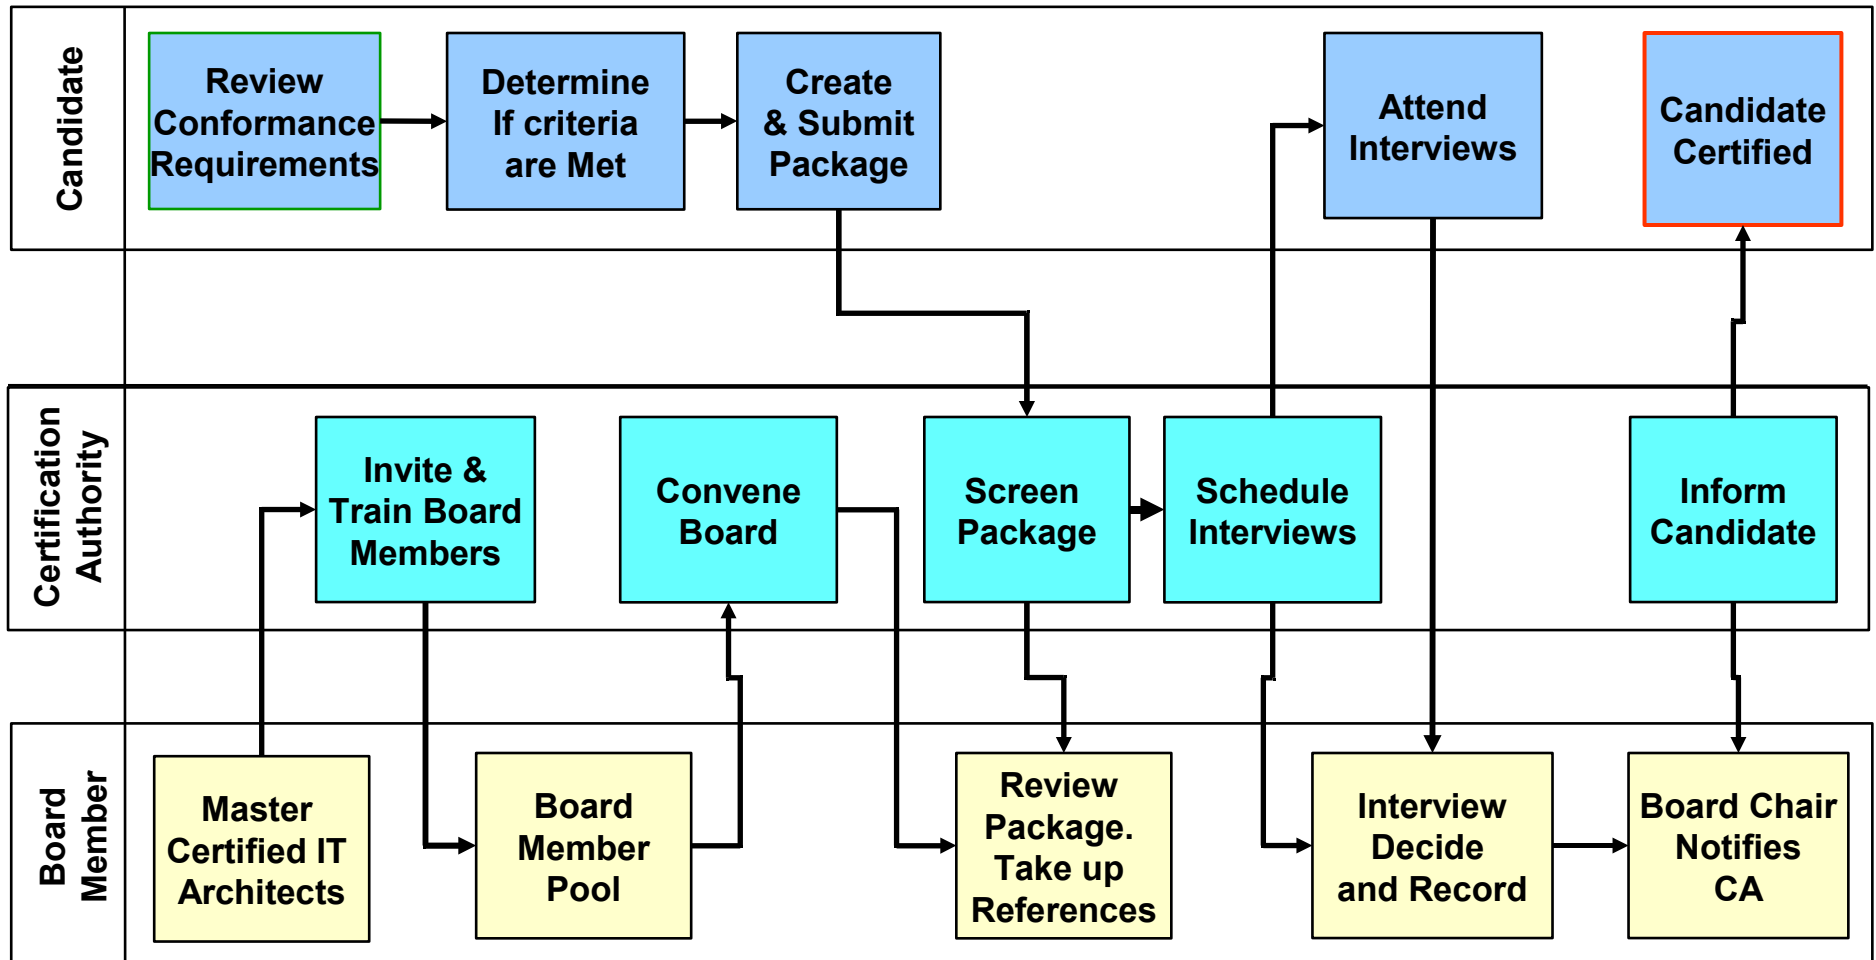 Candidate
Review
Conformance
Requirements
Determine
If criteria
are Met
Create
& Submit
Package
Attend
Interviews
Candidate
Certified
Certification
Authority
Invite &
Train Board
Members
Convene
Board
Screen
Package
Schedule
Interviews
Inform
Candidate
Board
Member
Master
Certified IT
Architects
Board
Member
Pool
Review
Package.
Take up
References
Interview
Decide
and Record
Board Chair
Notifies
CA